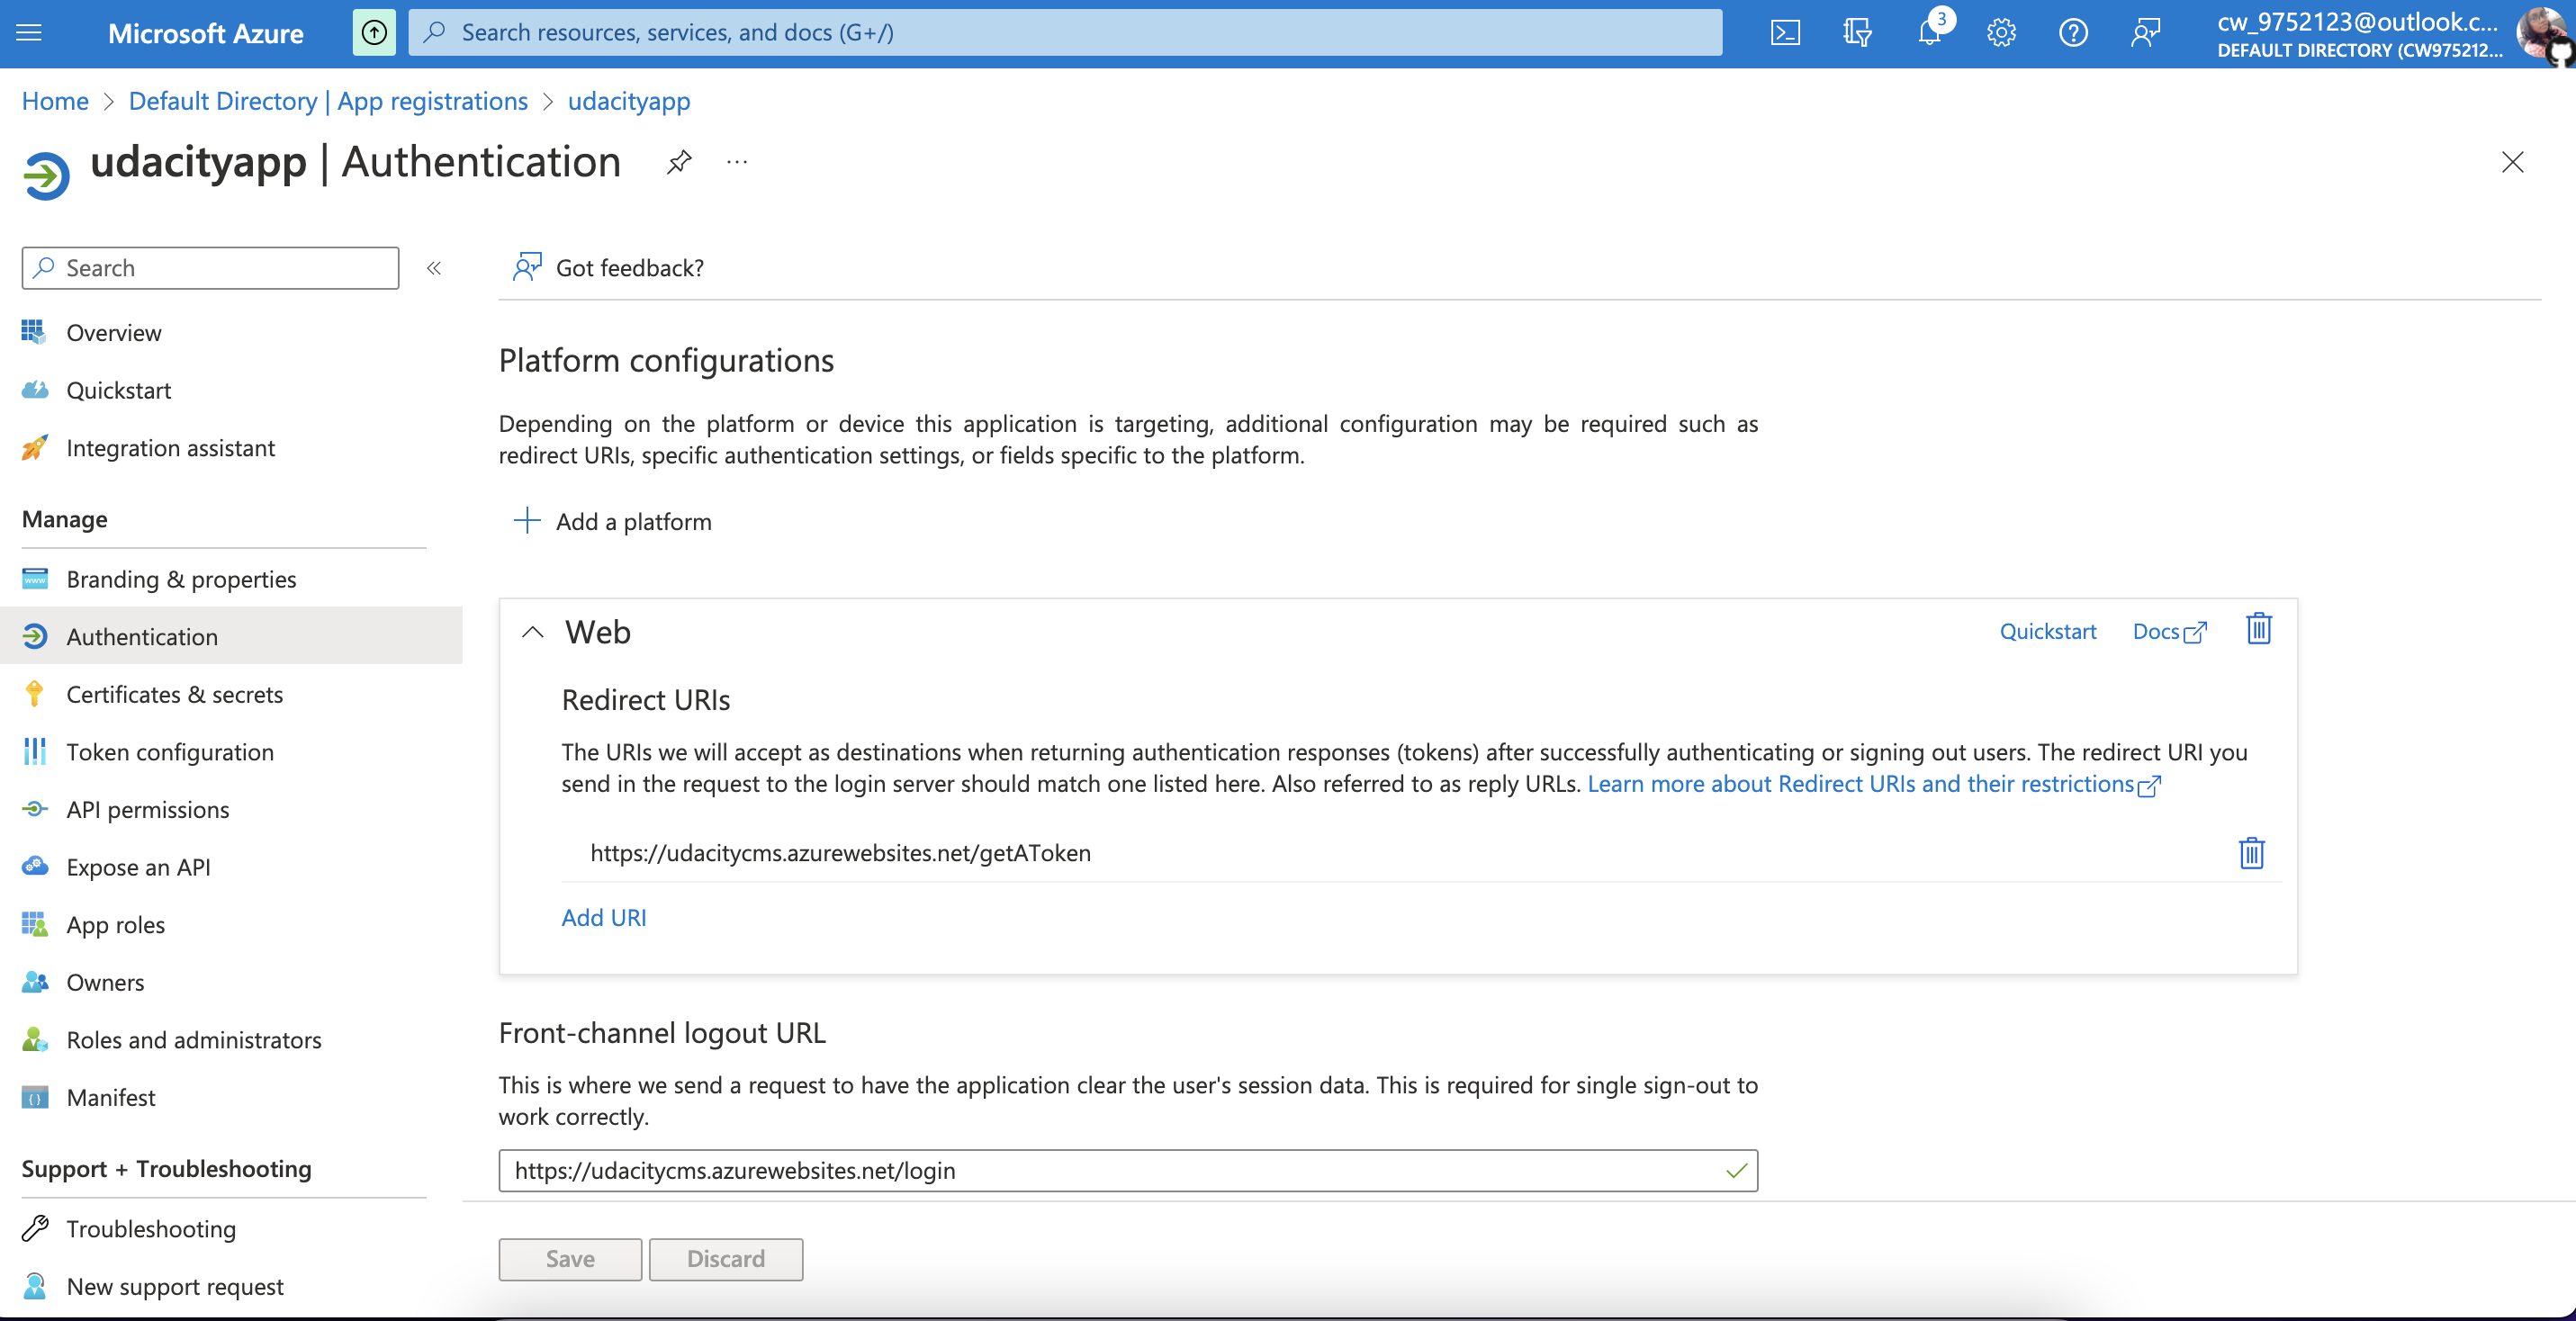 Microsoft Azure
Search resources, services, and docs (G+/)
3
cw_9752123@outlook.c...
DEFAULT DIRECTORY (CW975212...
Home > Default Directory | App registrations > udacityapp
udacityapp | Authentication
...
Search
«
Got feedback?
Overview
Quickstart
Integration assistant
Manage
Branding & properties
Authentication
Certificates & secrets
Token configuration
API permissions
Expose an API
App roles
Owners
Roles and administrators
Manifest
Support + Troubleshooting
Troubleshooting
New support request
Platform configurations
Depending on the platform or device this application is targeting, additional configuration may be required such as
redirect URIs, specific authentication settings, or fields specific to the platform.
Add a platform
Web
Quickstart
Docs
Redirect URIs
The URIs we will accept as destinations when returning authentication responses (tokens) after successfully authenticating or signing out users. The redirect URI you
send in the request to the login server should match one listed here. Also referred to as reply URLs. Learn more about Redirect URIs and their restrictions
https://udacitycms.azurewebsites.net/getAToken
Add URI
Front-channel logout URL
This is where we send a request to have the application clear the user's session data. This is required for single sign-out to
work correctly.
https://udacitycms.azurewebsites.net/login
Save
Discard